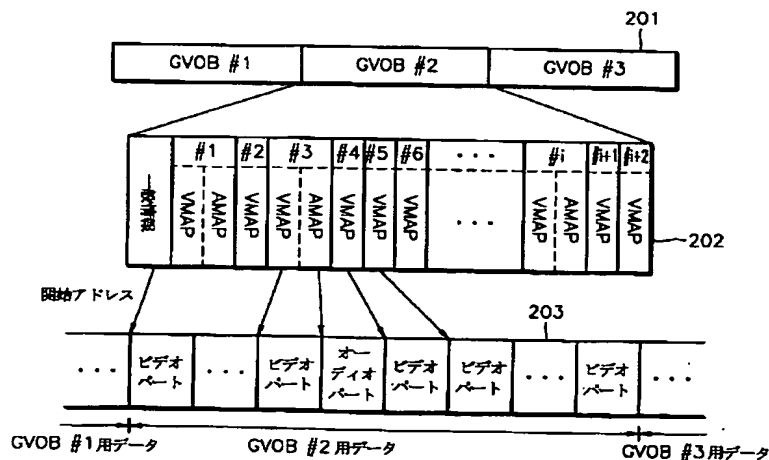 201
GVOB #1 GVOB #2 GVOB #3
#1 #2 #3 #4 #5 #6 ... #i #i+1 #i+2
一般情報 VMAP AMAP VMAP VMAP AMAP VMAP VMAP VMAP ... VMAP AMAP VMAP VMAP
202
開始アドレス
203
... ビデオパート ... ビデオパート オーディオパート ビデオパート ビデオパート ... ビデオパート ...
GVOB #1用データ GVOB #2用データ GVOB #3用データ